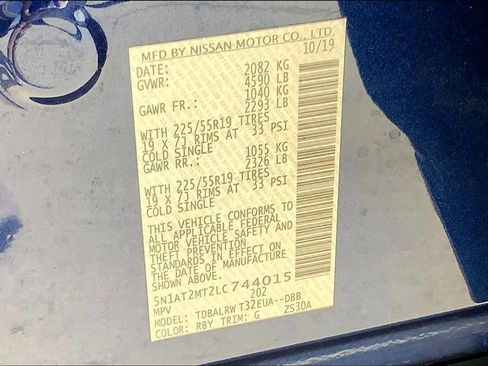 MFD BY NISSAN MOTOR CO., LTD.
DATE: 10/19
GVWR: 2082 KG
4590 LB
GAWR FR.: 1040 KG
2293 LB
WITH 225/55R19 TIRES
19 X 7J RIMS AT 33 PSI
COLD SINGLE
GAWR RR.: 1055 KG
2326 LB
WITH 225/55R19 TIRES
19 X 7J RIMS AT 33 PSI
COLD SINGLE
THIS VEHICLE CONFORMS TO
ALL APPLICABLE FEDERAL
MOTOR VEHICLE SAFETY AND
THEFT PREVENTION
STANDARDS IN EFFECT ON
THE DATE OF MANUFACTURE
SHOWN ABOVE.
5N1AT2MT2LC744015
MPV 202
MODEL: TDBALRW T32EUA--DBB
COLOR: RBY TRIM: G ZS30A